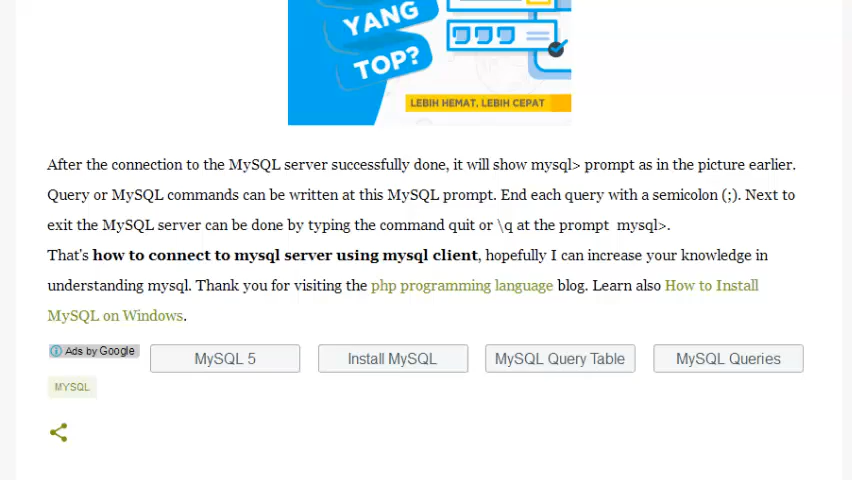 YANG
TOP?
LEBIH HEMAT, LEBIH CEPAT
After the connection to the MySQL server successfully done, it will show mysql> prompt as in the picture earlier.
Query or MySQL commands can be written at this MySQL prompt. End each query with a semicolon (;). Next to
exit the MySQL server can be done by typing the command quit or \q at the prompt  mysql>.
That's how to connect to mysql server using mysql client, hopefully I can increase your knowledge in
understanding mysql. Thank you for visiting the php programming language blog. Learn also How to Install
MySQL on Windows.
Ads by Google
MySQL 5
Install MySQL
MySQL Query Table
MySQL Queries
MYSQL